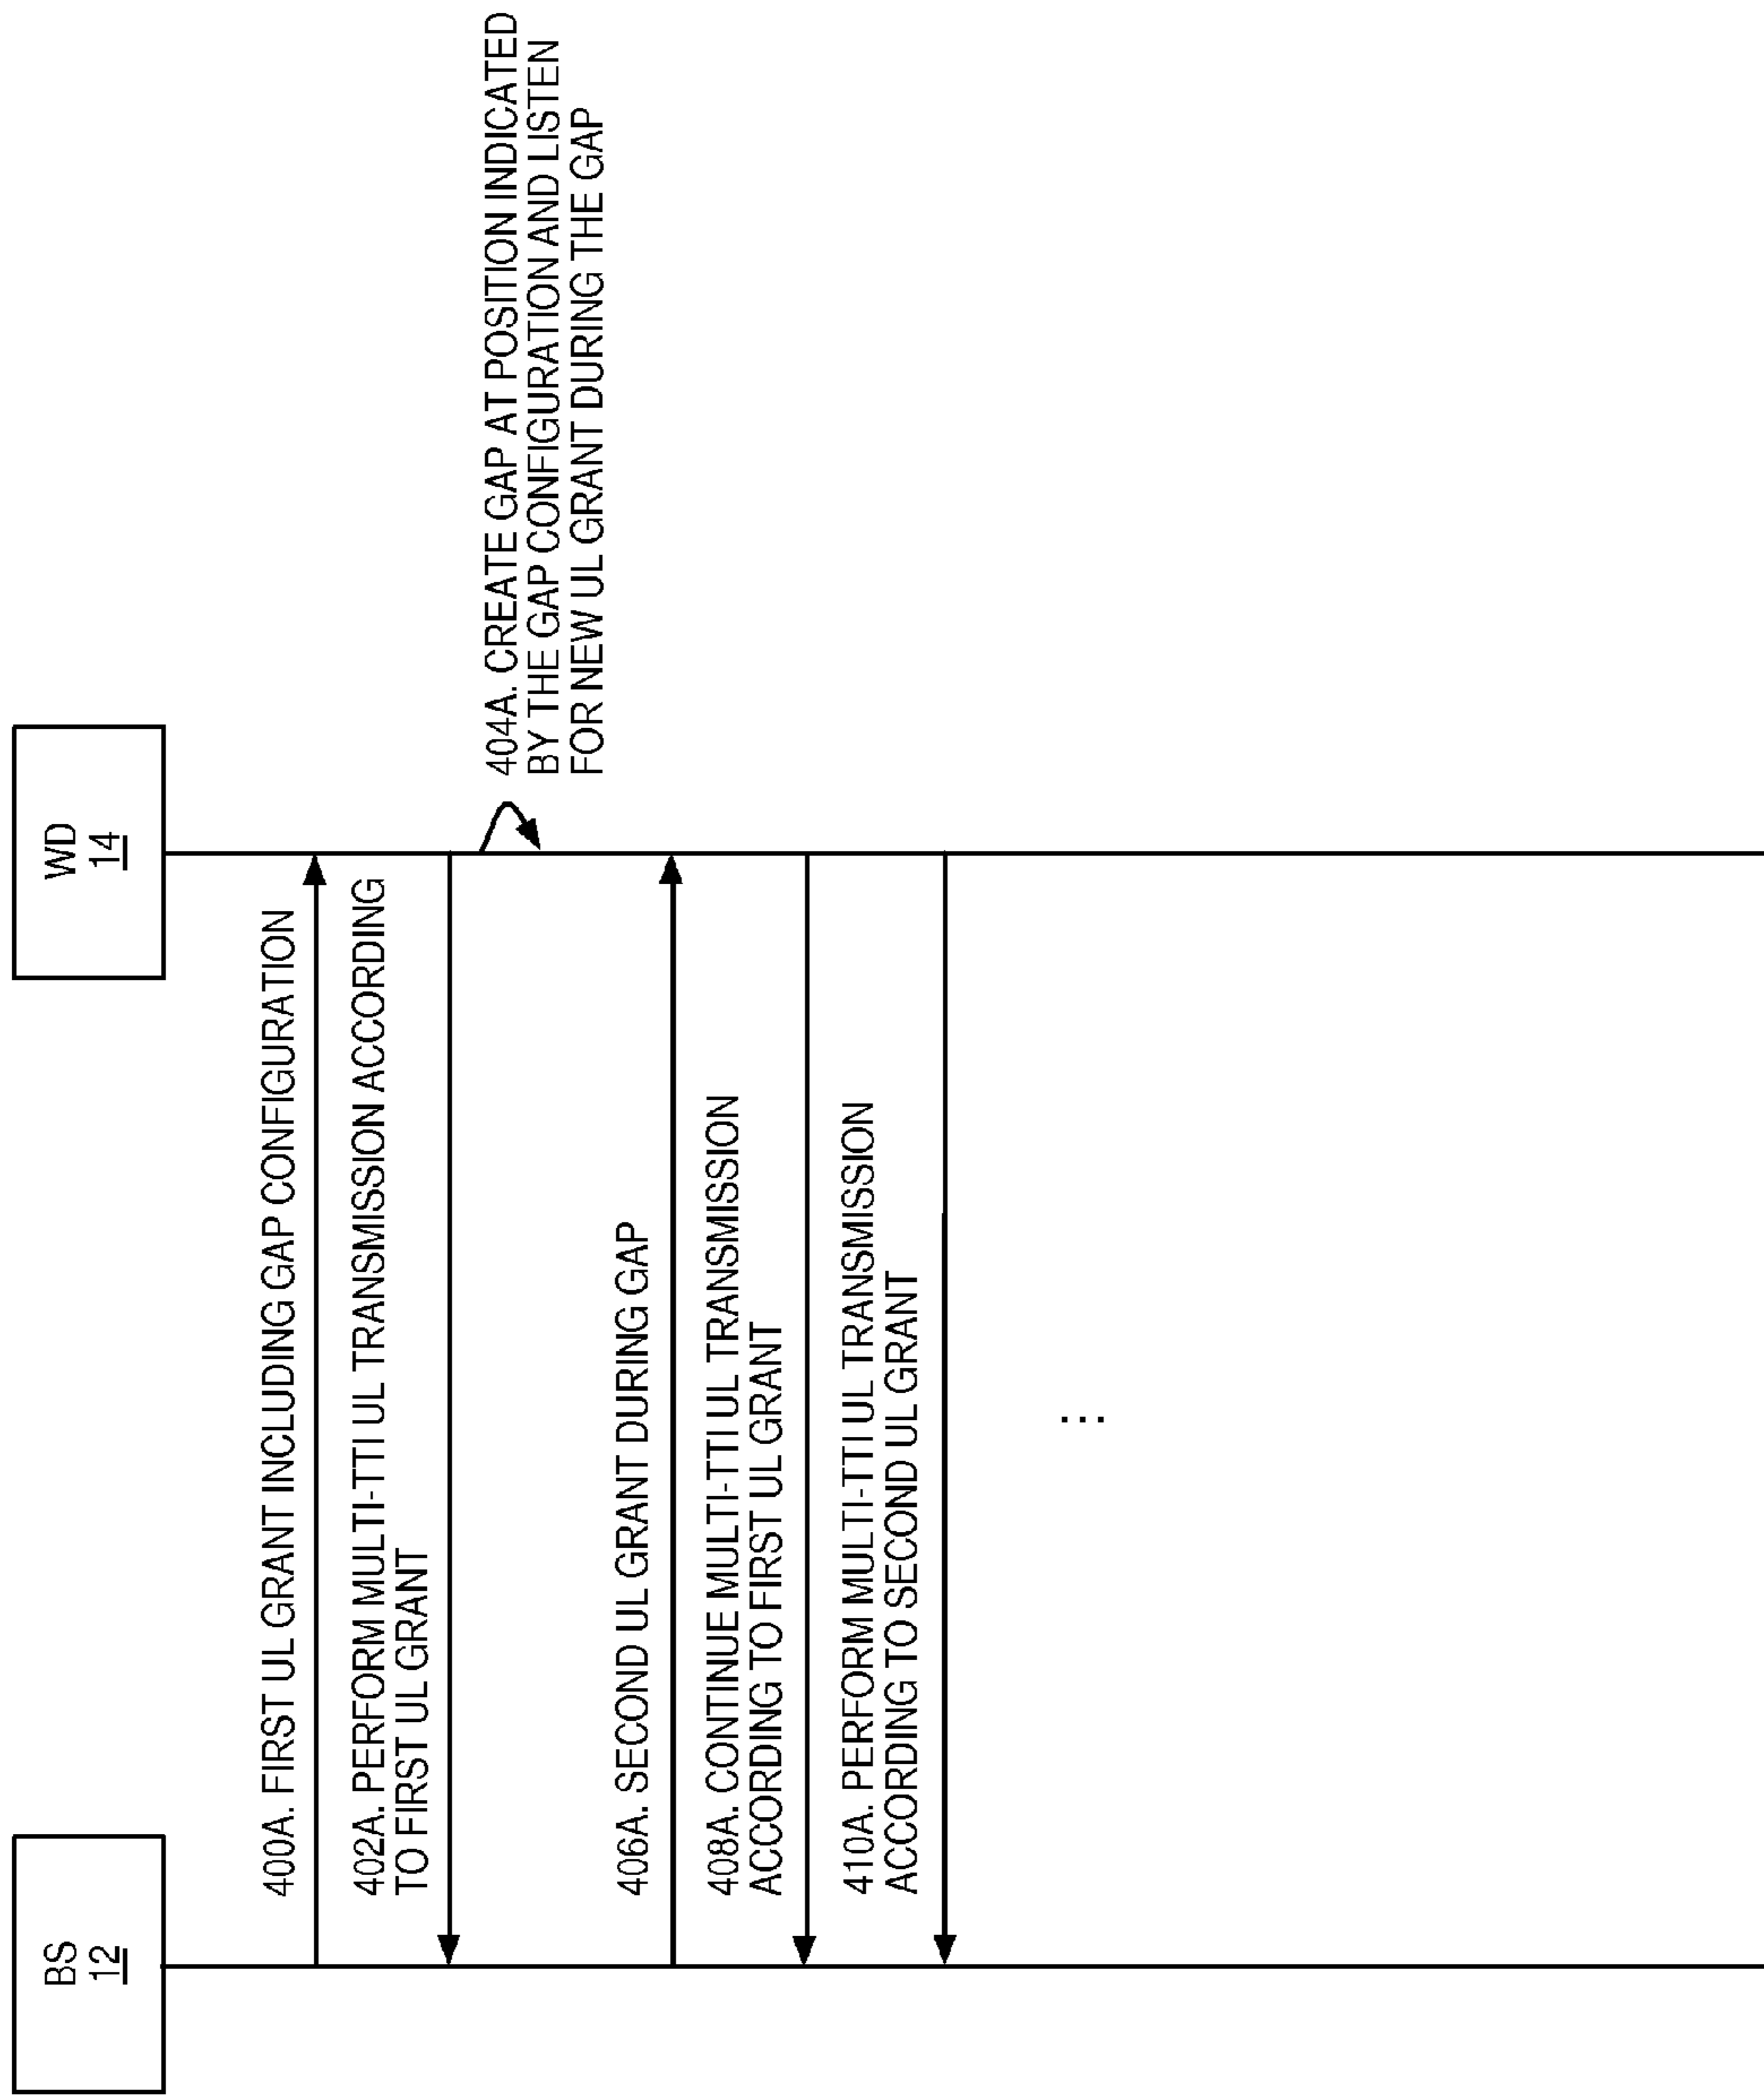 BS
12
WD
14
400A. FIRST UL GRANT INCLUDING GAP CONFIGURATION
402A. PERFORM MULTI-TTI UL TRANSMISSION ACCORDING
TO FIRST UL GRANT
404A. CREATE GAP AT POSITION INDICATED
BY THE GAP CONFIGURATION AND LISTEN
FOR NEW UL GRANT DURING THE GAP
406A. SECOND UL GRANT DURING GAP
408A. CONTINUE MULTI-TTI UL TRANSMISSION
ACCORDING TO FIRST UL GRANT
410A. PERFORM MULTI-TTI UL TRANSMISSION
ACCORDING TO SECOND UL GRANT
...